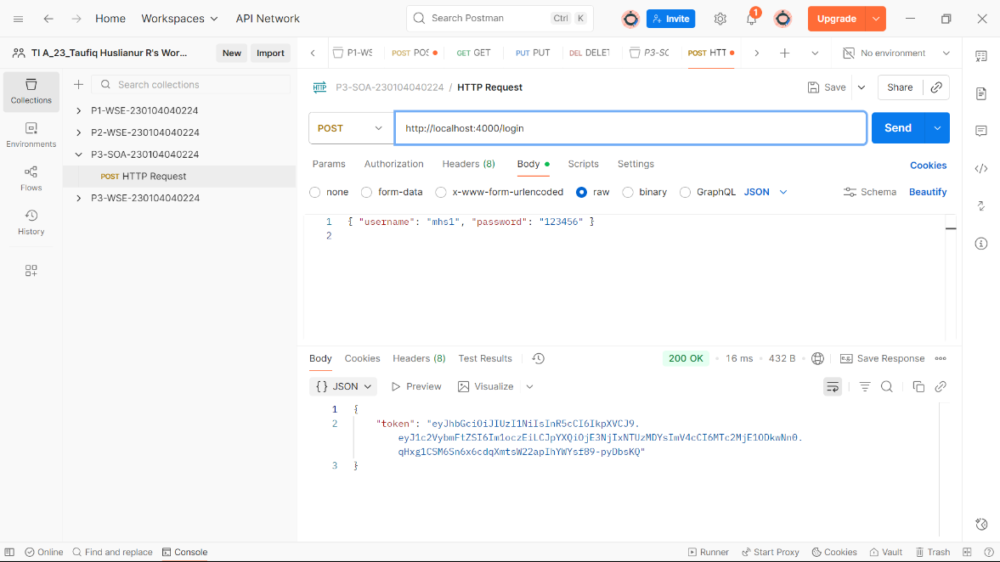 Home
Workspaces
API Network
Search Postman
Ctrl K
Invite
1
Upgrade
TI A_23_Taufiq Huslianur R's Wor...
New
Import
P1-WS
POST POS
GET GET
PUT PUT
DEL DELET
P3-SC
POST HTT
No environment
Collections
Search collections
P3-SOA-230104040224 / HTTP Request
Save
Share
P1-WSE-230104040224
P2-WSE-230104040224
P3-SOA-230104040224
POST HTTP Request
P3-WSE-230104040224
Environments
Flows
History
POST
http://localhost:4000/login
Send
Params
Authorization
Headers (8)
Body
Scripts
Settings
Cookies
none
form-data
x-www-form-urlencoded
raw
binary
GraphQL
JSON
Schema
Beautify
1 { "username": "mhs1", "password": "123456" }
2
Body
Cookies
Headers (8)
Test Results
200 OK
16 ms
432 B
e.g. Save Response
{} JSON
Preview
Visualize
1 {
2 "token": "eyJhbGciOiJIUzI1NiIsInR5cCI6IkpXVCJ9.
eyJ1c2VybmFtZSI6Im1oczEiLCJpYXQiOjE3NjIxNTUzMDYsImV4cCI6MTc2MjE1ODkwNn0.
qHxg1CSM6Sn6x6cdqXmtsW22apIhYWYsf89-pyDbsKQ"
3 }
Online
Find and replace
Console
Runner
Start Proxy
Cookies
Vault
Trash